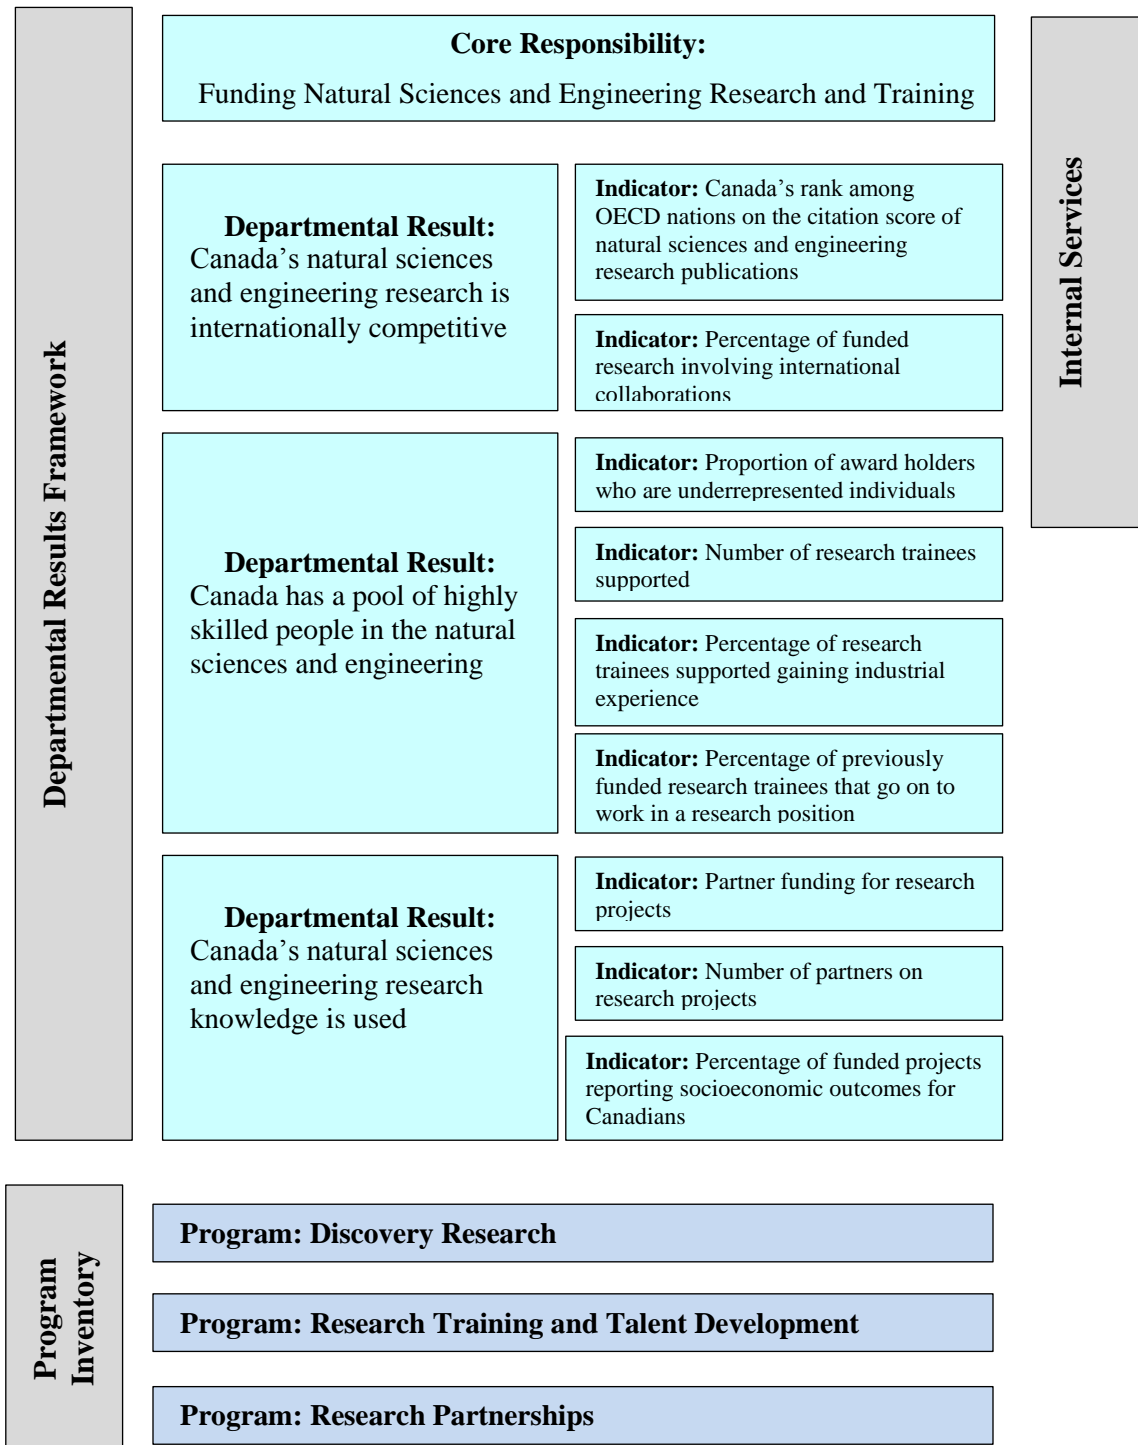 Core Responsibility:
Funding Natural Sciences and Engineering Research and Training
Departmental Results Framework
Internal Services
Departmental Result:
Canada’s natural sciences
and engineering research is
internationally competitive
Indicator: Canada’s rank among
OECD nations on the citation score of
natural sciences and engineering
research publications
Indicator: Percentage of funded
research involving international
collaborations
Departmental Result:
Canada has a pool of highly
skilled people in the natural
sciences and engineering
Indicator: Proportion of award holders
who are underrepresented individuals
Indicator: Number of research trainees
supported
Indicator: Percentage of research
trainees supported gaining industrial
experience
Indicator: Percentage of previously
funded research trainees that go on to
work in a research position
Departmental Result:
Canada’s natural sciences
and engineering research
knowledge is used
Indicator: Partner funding for research
projects
Indicator: Number of partners on
research projects
Indicator: Percentage of funded projects
reporting socioeconomic outcomes for
Canadians
Program
Inventory
Program: Discovery Research
Program: Research Training and Talent Development
Program: Research Partnerships